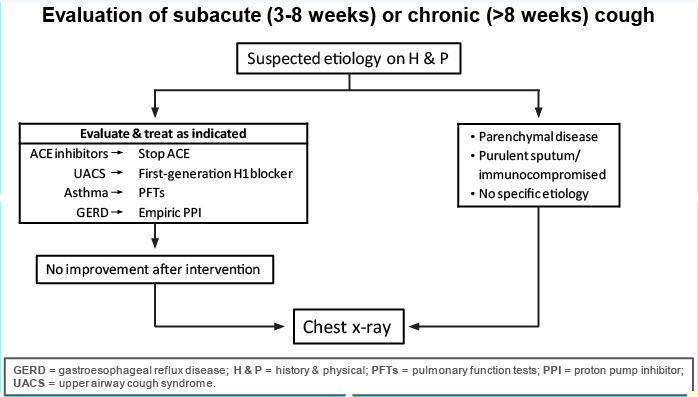 Evaluation of subacute (3-8 weeks) or chronic (>8 weeks) cough
Suspected etiology on H & P
Evaluate & treat as indicated
ACE inhibitors → Stop ACE
UACS → First-generation H1 blocker
Asthma → PFTs
GERD → Empiric PPI
• Parenchymal disease
• Purulent sputum/
immunocompromised
• No specific etiology
No improvement after intervention
Chest x-ray
GERD = gastroesophageal reflux disease; H & P = history & physical; PFTs = pulmonary function tests; PPI = proton pump inhibitor;
UACS = upper airway cough syndrome.